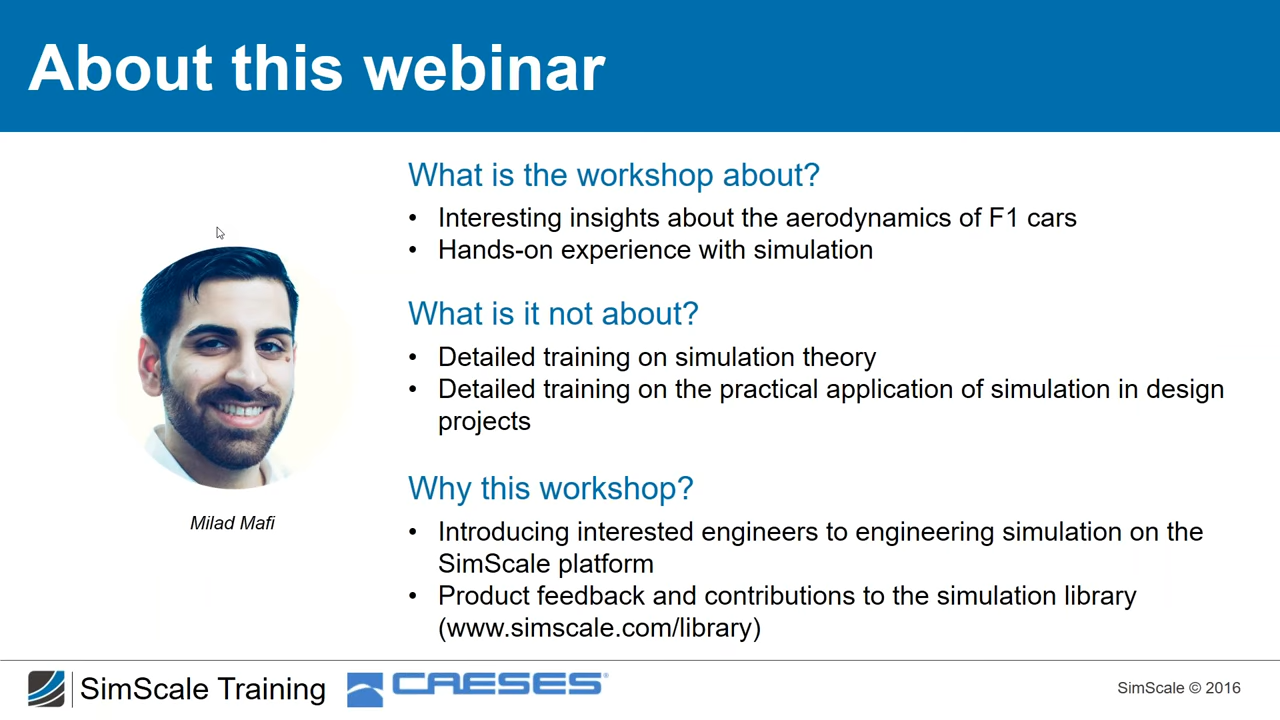 About this webinar
What is the workshop about?
• Interesting insights about the aerodynamics of F1 cars
• Hands-on experience with simulation
What is it not about?
• Detailed training on simulation theory
• Detailed training on the practical application of simulation in design
projects
Milad Mafi
Why this workshop?
• Introducing interested engineers to engineering simulation on the
SimScale platform
• Product feedback and contributions to the simulation library
(www.simscale.com/library)
SimScale Training
CAESES®
SimScale © 2016